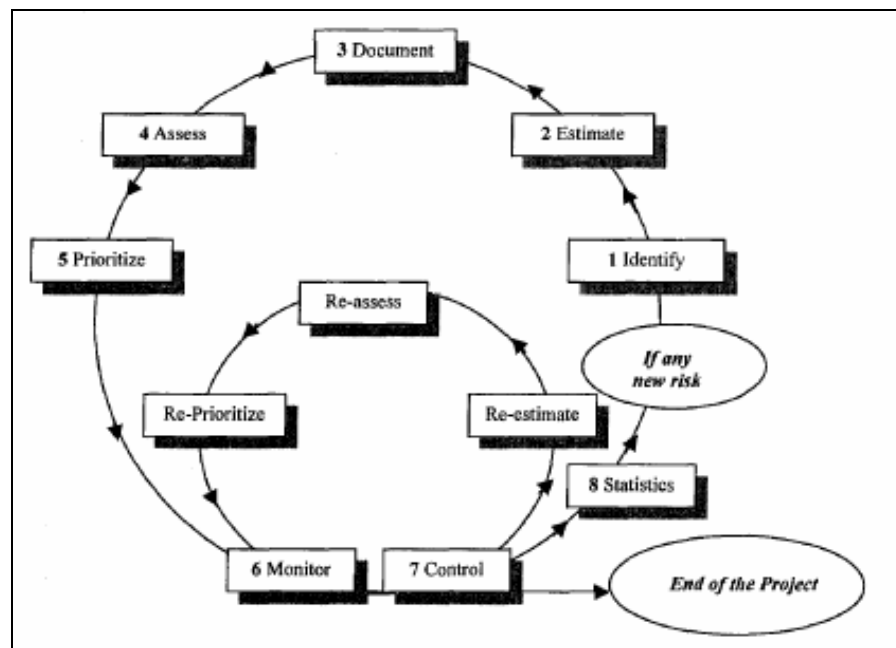 3 Document
4 Assess
2 Estimate
5 Prioritize
1 Identify
Re-assess
If any
new risk
Re-Prioritize
Re-estimate
8 Statistics
6 Monitor
7 Control
End of the Project